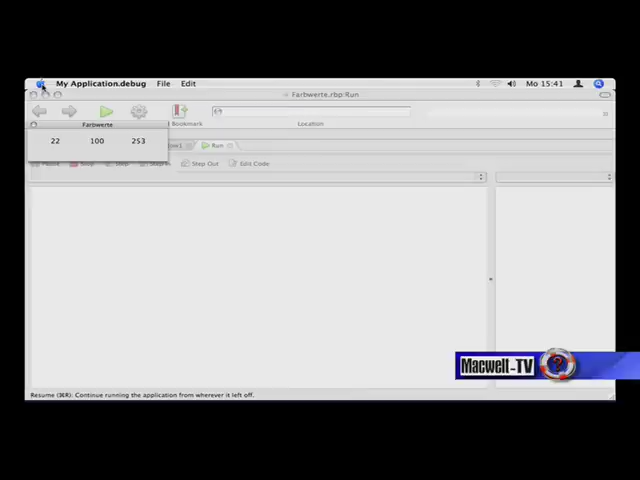 My Application.debug File Edit Mo 15:41
Farbwerte.rbp:Run
Farbwerte Bookmark Location
22 100 253
Run
Step Out Edit Code
Macwelt-TV
?
Resume (⌘R): Continue running the application from wherever it left off.